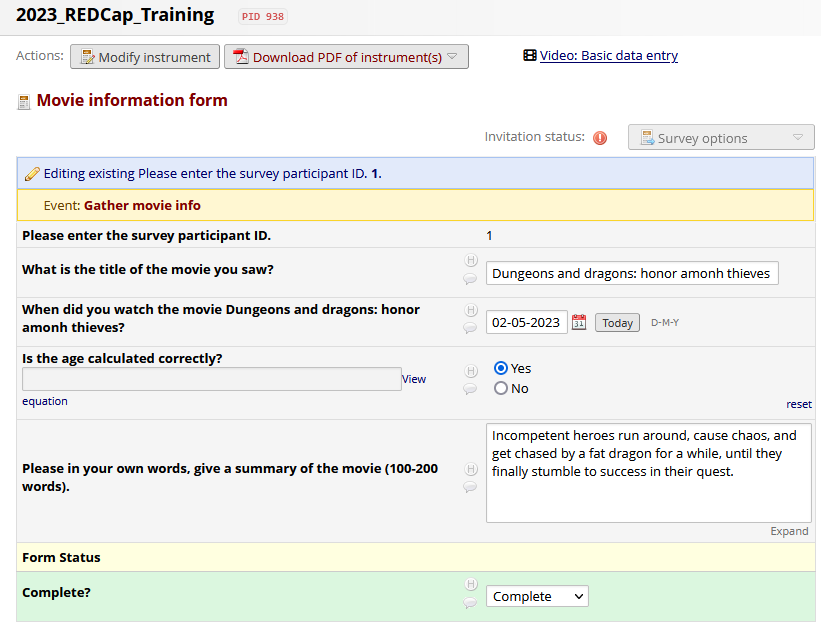 2023_REDCap_Training PID 938
Actions: Modify instrument Download PDF of instrument(s) Video: Basic data entry
Movie information form
Invitation status: Survey options
Editing existing Please enter the survey participant ID. 1.
Event: Gather movie info
Please enter the survey participant ID. 1
What is the title of the movie you saw? H Dungeons and dragons: honor amonh thieves
When did you watch the movie Dungeons and dragons: honor
amonh thieves?
H 02-05-2023 31 Today D-M-Y
Is the age calculated correctly?
View
equation
H Yes
No
reset
Please in your own words, give a summary of the movie (100-200
words).
H
Incompetent heroes run around, cause chaos, and
get chased by a fat dragon for a while, until they
finally stumble to success in their quest.
Expand
Form Status
Complete? H Complete